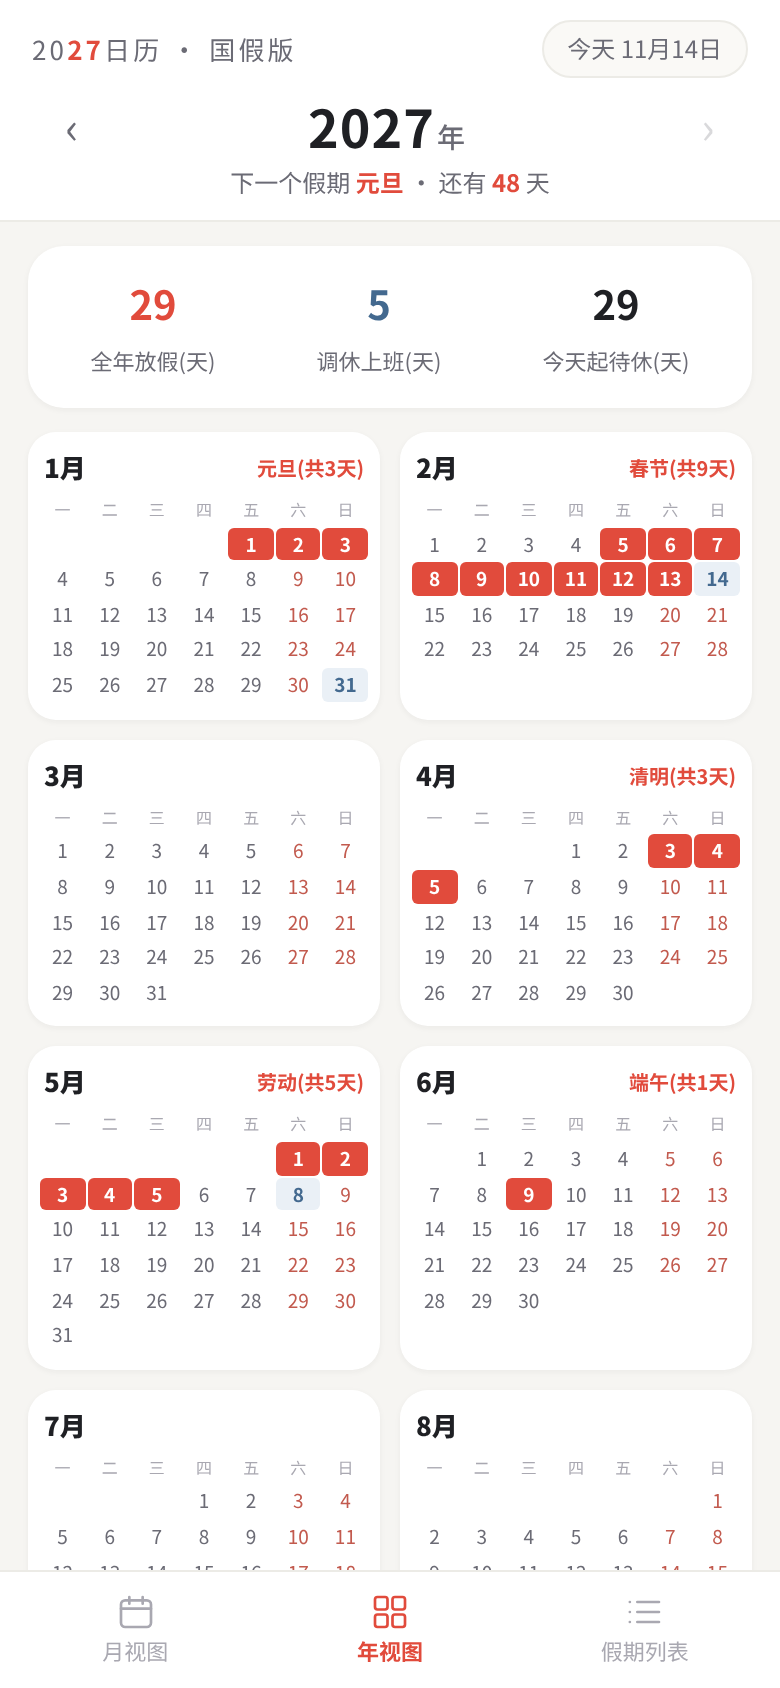 2027日历 · 国假版
今天 11月14日
‹ 2027年 ›
下一个假期 元旦 · 还有 48 天
29 5 29
全年放假(天) 调休上班(天) 今天起待休(天)
1月 元旦(共3天)
一 二 三 四 五 六 日
1 2 3
4 5 6 7 8 9 10
11 12 13 14 15 16 17
18 19 20 21 22 23 24
25 26 27 28 29 30 31
2月 春节(共9天)
一 二 三 四 五 六 日
1 2 3 4 5 6 7
8 9 10 11 12 13 14
15 16 17 18 19 20 21
22 23 24 25 26 27 28
3月
一 二 三 四 五 六 日
1 2 3 4 5 6 7
8 9 10 11 12 13 14
15 16 17 18 19 20 21
22 23 24 25 26 27 28
29 30 31
4月 清明(共3天)
一 二 三 四 五 六 日
1 2 3 4
5 6 7 8 9 10 11
12 13 14 15 16 17 18
19 20 21 22 23 24 25
26 27 28 29 30
5月 劳动(共5天)
一 二 三 四 五 六 日
1 2
3 4 5 6 7 8 9
10 11 12 13 14 15 16
17 18 19 20 21 22 23
24 25 26 27 28 29 30
31
6月 端午(共1天)
一 二 三 四 五 六 日
1 2 3 4 5 6
7 8 9 10 11 12 13
14 15 16 17 18 19 20
21 22 23 24 25 26 27
28 29 30
7月
一 二 三 四 五 六 日
1 2 3 4
5 6 7 8 9 10 11
8月
一 二 三 四 五 六 日
1
2 3 4 5 6 7 8
月视图 年视图 假期列表